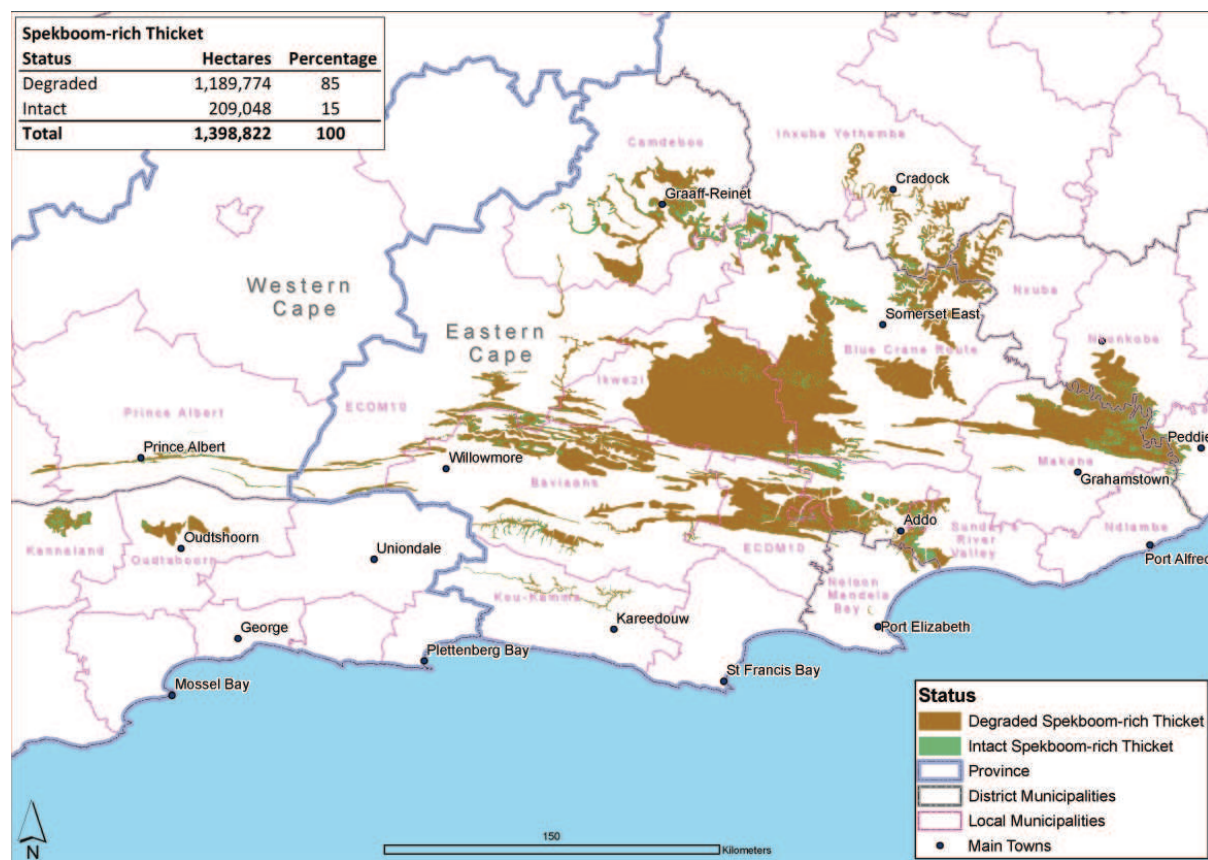 Spekboom-rich Thicket
Status Hectares Percentage
Degraded 1,189,774 85
Intact 209,048 15
Total 1,398,822 100
Camdeboo
Inxuba Yethemba
Graaff-Reinet
Cradock
Western
Cape
Nxuba
Somerset East
Eastern
Cape
Nkonkobe
Blue Crane Route
Ikwezi
Prince Albert
ECDM10
Prince Albert
Willowmore
Baviaans
Peddie
Makana
Grahamstown
Kannaland
Oudtshoorn
Oudtshoorn
Uniondale
Addo
Sunday's
River
Valley
Ndlambe
ECDM10
Port Alfred
Nelson
Mandela
Bay
Kou-Kamma
Kareedouw
Port Elizabeth
George
Plettenberg Bay
St Francis Bay
Mossel Bay
Status
Degraded Spekboom-rich Thicket
Intact Spekboom-rich Thicket
Province
District Municipalities
Local Municipalities
Main Towns
N
150
Kilometers